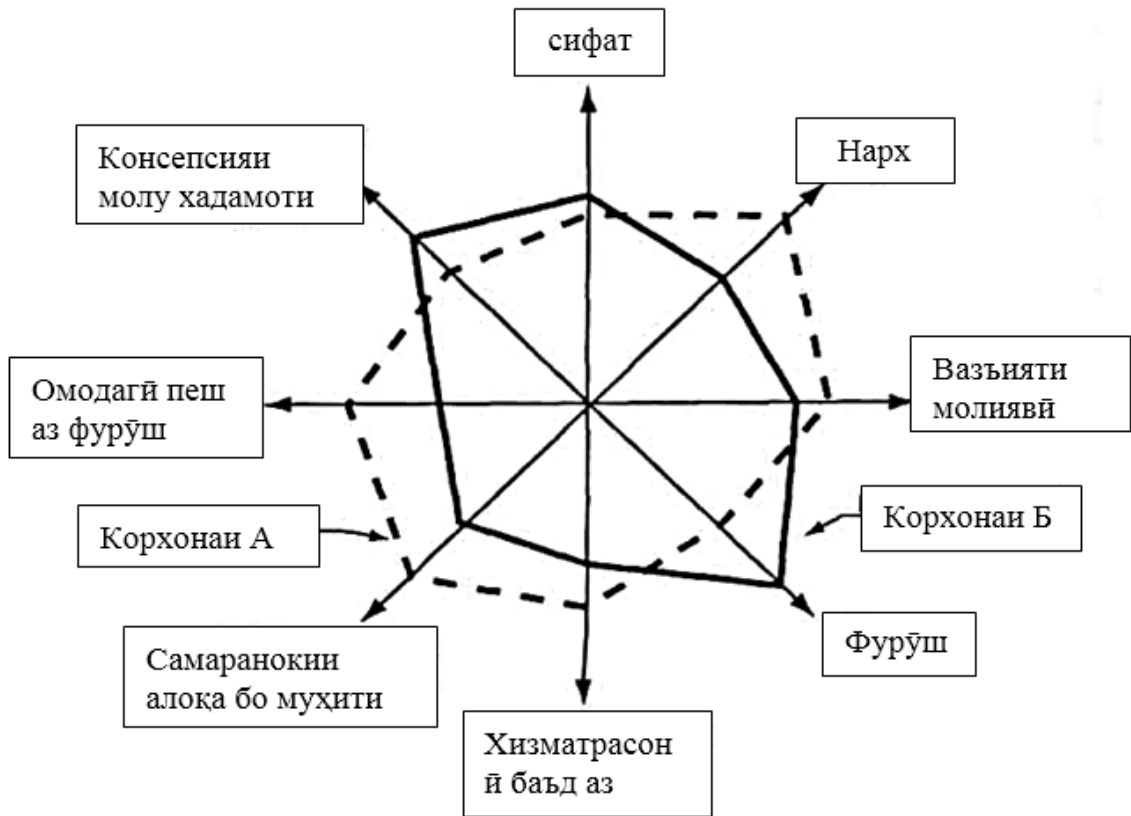 сифат
Нарх
Консепсияи
молу хадамоти
Вазъияти
молиявӣ
Омодагӣ пеш
аз фурӯш
Корхонаи Б
Корхонаи А
Фурӯш
Самаранокии
алоқа бо муҳити
Хизматрасон
ӣ баъд аз